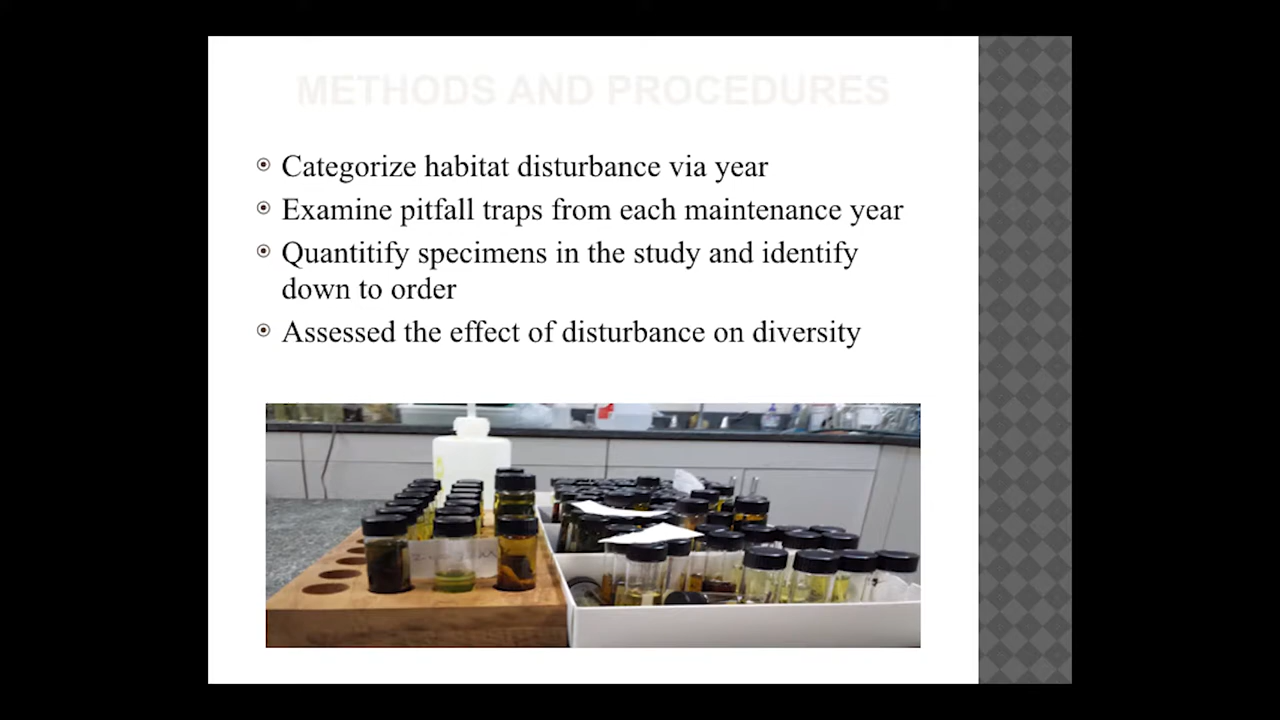 METHODS AND PROCEDURES
Categorize habitat disturbance via year
Examine pitfall traps from each maintenance year
Quantitify specimens in the study and identify
down to order
Assessed the effect of disturbance on diversity